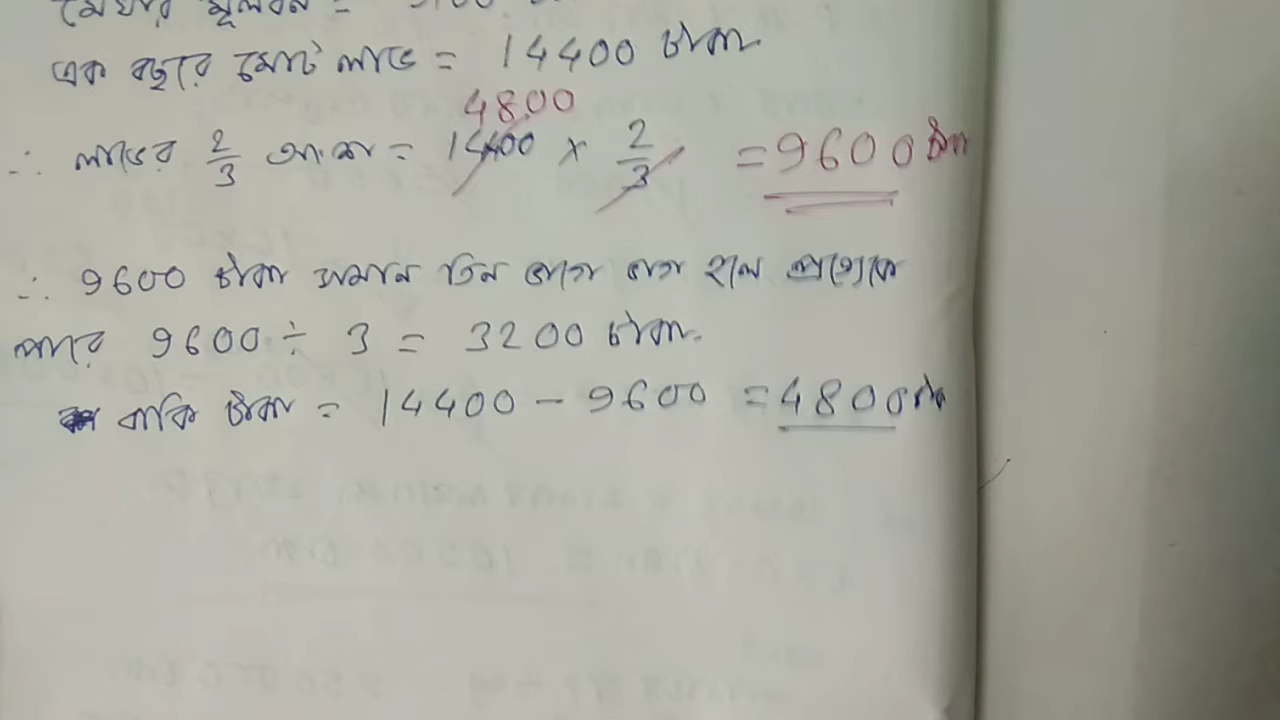 মেঘার মূলধন =
এক বছরে মোট লাভ = 14400 টাকা
4800
∴ লাভের 2/3 অংশ = 14400 × 2/3 = 9600 টাকা
∴ 9600 টাকা সমান তিন ভাগে ভাগ হলে প্রত্যেকে
পাবে 9600 ÷ 3 = 3200 টাকা.
বাকি টাকা = 14400 - 9600 = 4800 টাকা